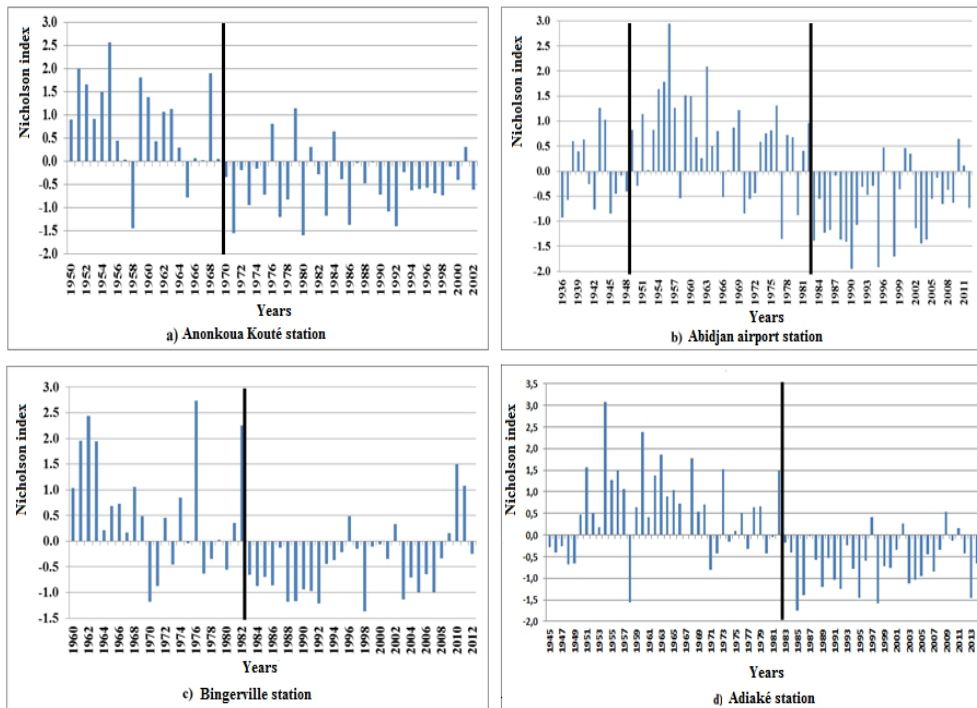 Nicholson index
3.0
2.5
2.0
1.5
1.0
0.5
0.0
-0.5
-1.0
-1.5
-2.0
1950 1952 1954 1956 1958 1960 1962 1964 1966 1968 1970 1972 1974 1976 1978 1980 1982 1984 1986 1988 1990 1992 1994 1996 1998 2000 2002
Years
a) Anonkoua Kouté station
Nicholson index
3.0
2.5
2.0
1.5
1.0
0.5
0.0
-0.5
-1.0
-1.5
-2.0
1936 1939 1942 1945 1948 1951 1954 1957 1960 1963 1966 1969 1972 1975 1978 1981 1984 1987 1990 1993 1996 1999 2002 2005 2008 2011
Years
b) Abidjan airport station
Nicholson index
3.0
2.5
2.0
1.5
1.0
0.5
0.0
-0.5
-1.0
-1.5
1960 1962 1964 1966 1968 1970 1972 1974 1976 1978 1980 1982 1984 1986 1988 1990 1992 1994 1996 1998 2000 2002 2004 2006 2008 2010 2012
Years
c) Bingerville station
Nicholson index
3,5
3,0
2,5
2,0
1,5
1,0
0,5
0,0
-0,5
-1,0
-1,5
-2,0
1945 1947 1949 1951 1953 1955 1957 1959 1961 1963 1965 1967 1969 1971 1973 1975 1977 1979 1981 1983 1985 1987 1989 1991 1993 1995 1997 1999 2001 2003 2005 2007 2009 2011 2013
Years
d) Adiaké station